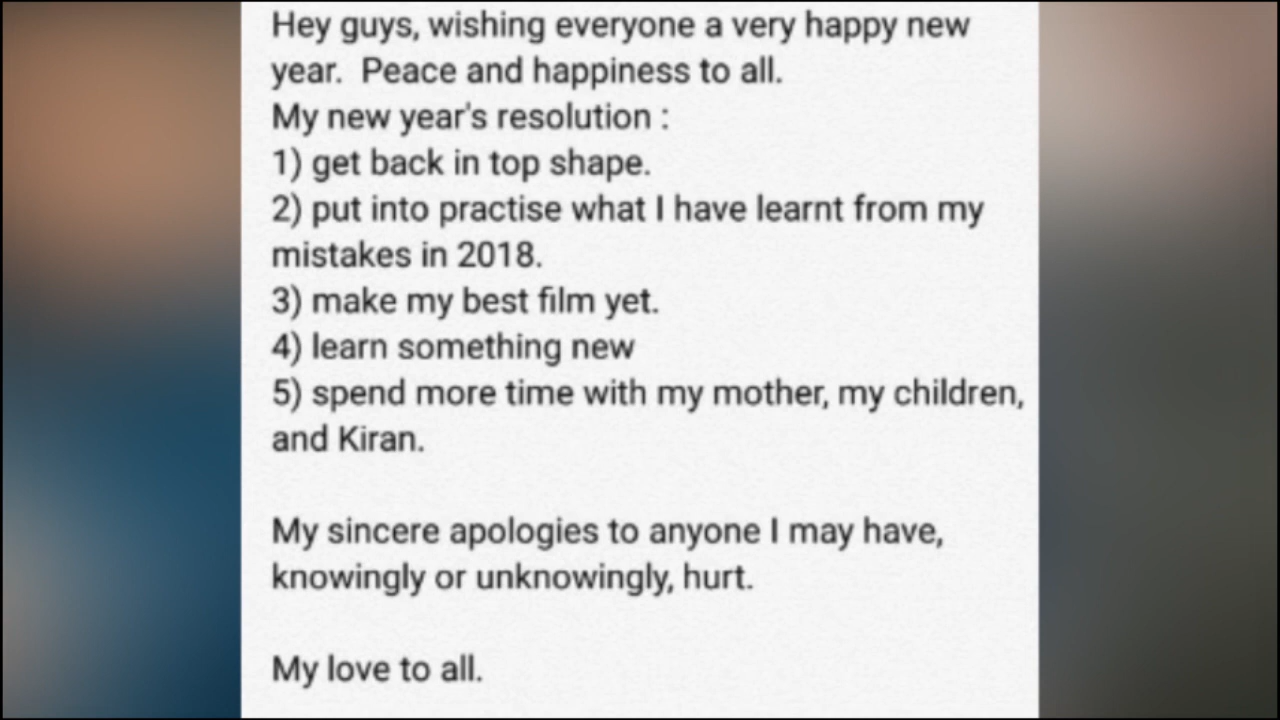 Hey guys, wishing everyone a very happy new
year.  Peace and happiness to all.
My new year's resolution :
1) get back in top shape.
2) put into practise what I have learnt from my
mistakes in 2018.
3) make my best film yet.
4) learn something new
5) spend more time with my mother, my children,
and Kiran.
My sincere apologies to anyone I may have,
knowingly or unknowingly, hurt.
My love to all.